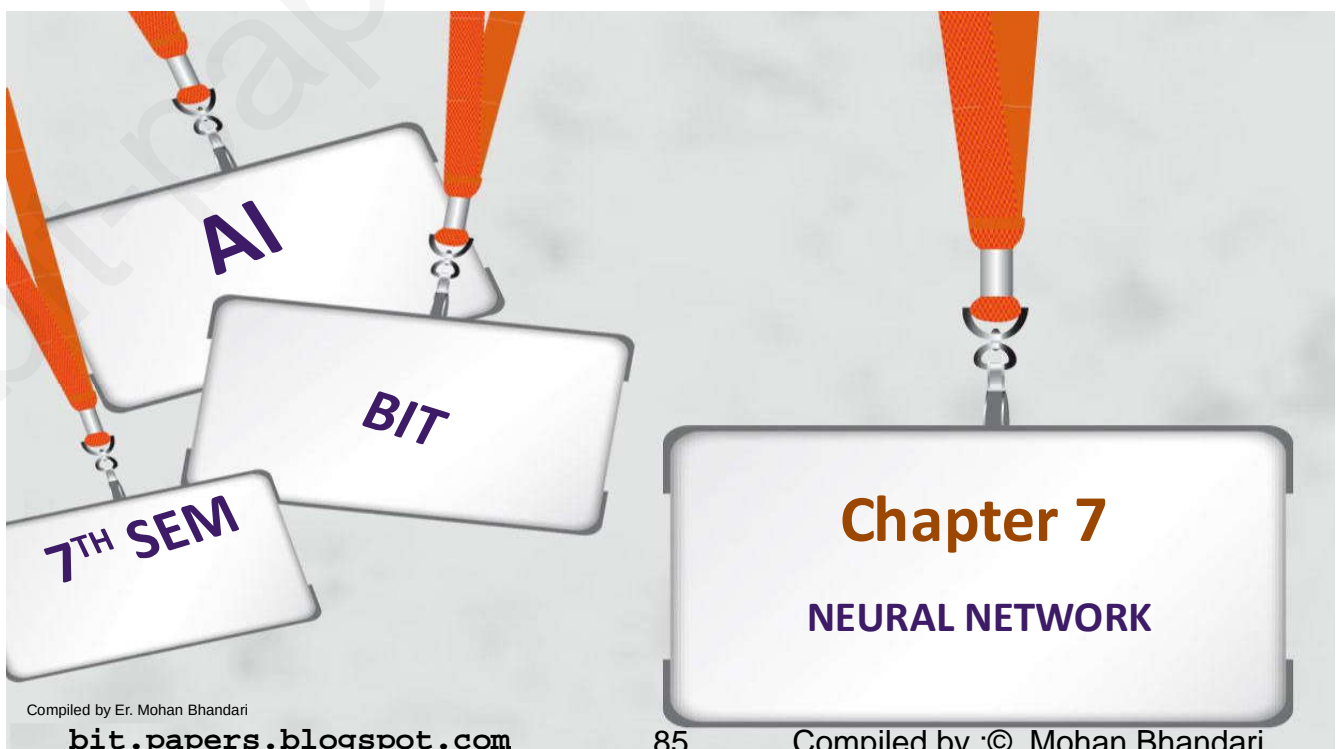 AI
BIT
7TH SEM
Chapter 7
NEURAL NETWORK
Compiled by Er. Mohan Bhandari
bit.papers.blogspot.com 85 Compiled by :© Mohan Bhandari